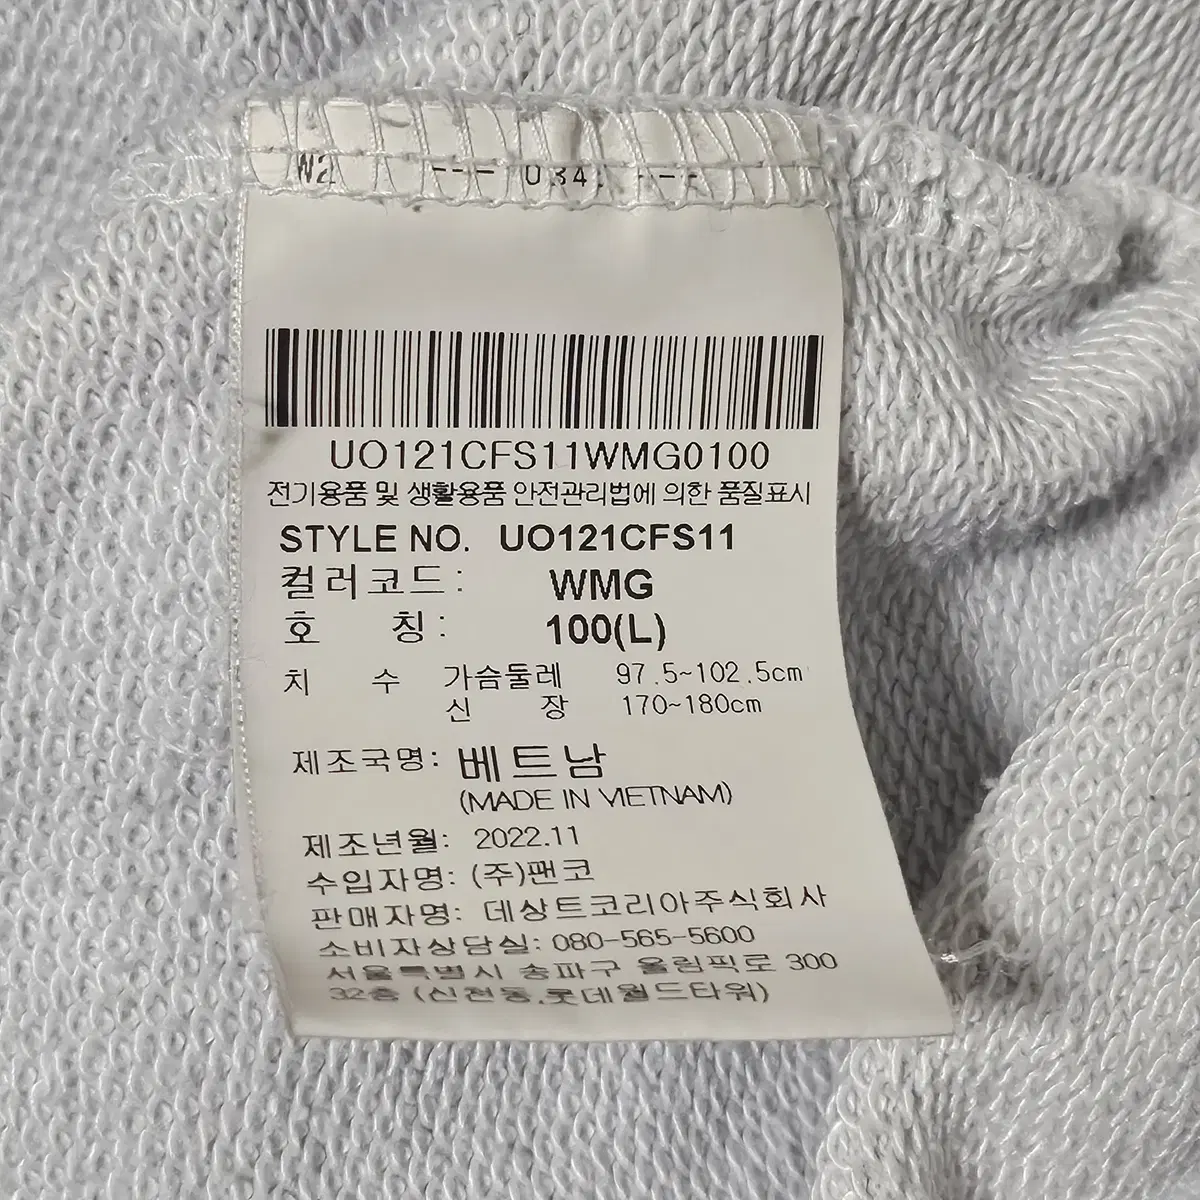 W2 --- 034. ---
UO121CFS11WMG0100
전기용품 및 생활용품 안전관리법에 의한 품질표시
STYLE NO. UO121CFS11
컬러코드: WMG
호 칭: 100(L)
치 수 가슴둘레 97.5~102.5cm
신 장 170~180cm
제조국명: 베트남
(MADE IN VIETNAM)
제조년월: 2022.11
수입자명: (주)팬코
판매자명: 데상트코리아주식회사
소비자상담실: 080-565-5600
서울특별시 송파구 올림픽로 300
32층 (신천동,롯데월드타워)